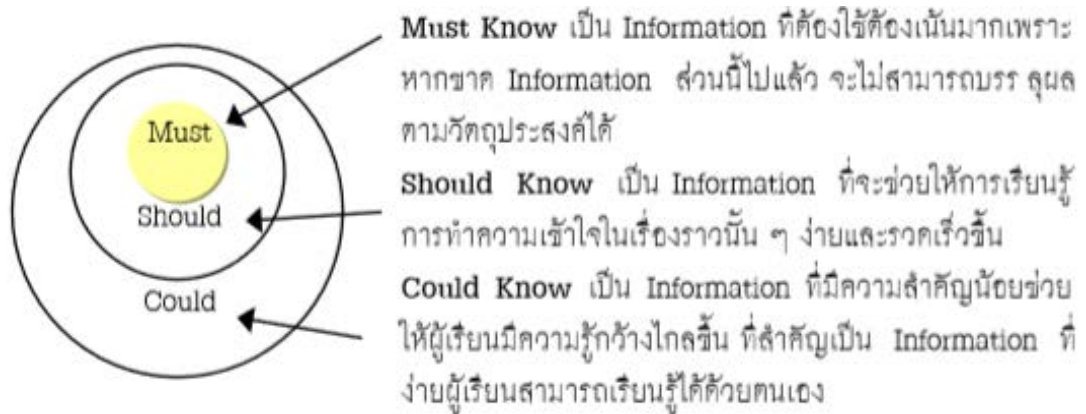 Must
Should
Could
Must Know เป็น Information ที่ต้องใช้ต้องเน้นมากเพราะ
หากขาด Information ส่วนนี้ไปแล้ว จะไม่สามารถบรร ลุผล
ตามวัตถุประสงค์ได้
Should Know เป็น Information ที่จะช่วยให้การเรียนรู้
การทำความเข้าใจในเรื่องราวนั้น ๆ ง่ายและรวดเร็วขึ้น
Could Know เป็น Information ที่มีความสำคัญน้อยช่วย
ให้ผู้เรียนมีความรู้กว้างไกลขึ้น ที่สำคัญเป็น Information ที่
ง่ายผู้เรียนสามารถเรียนรู้ได้ด้วยตนเอง